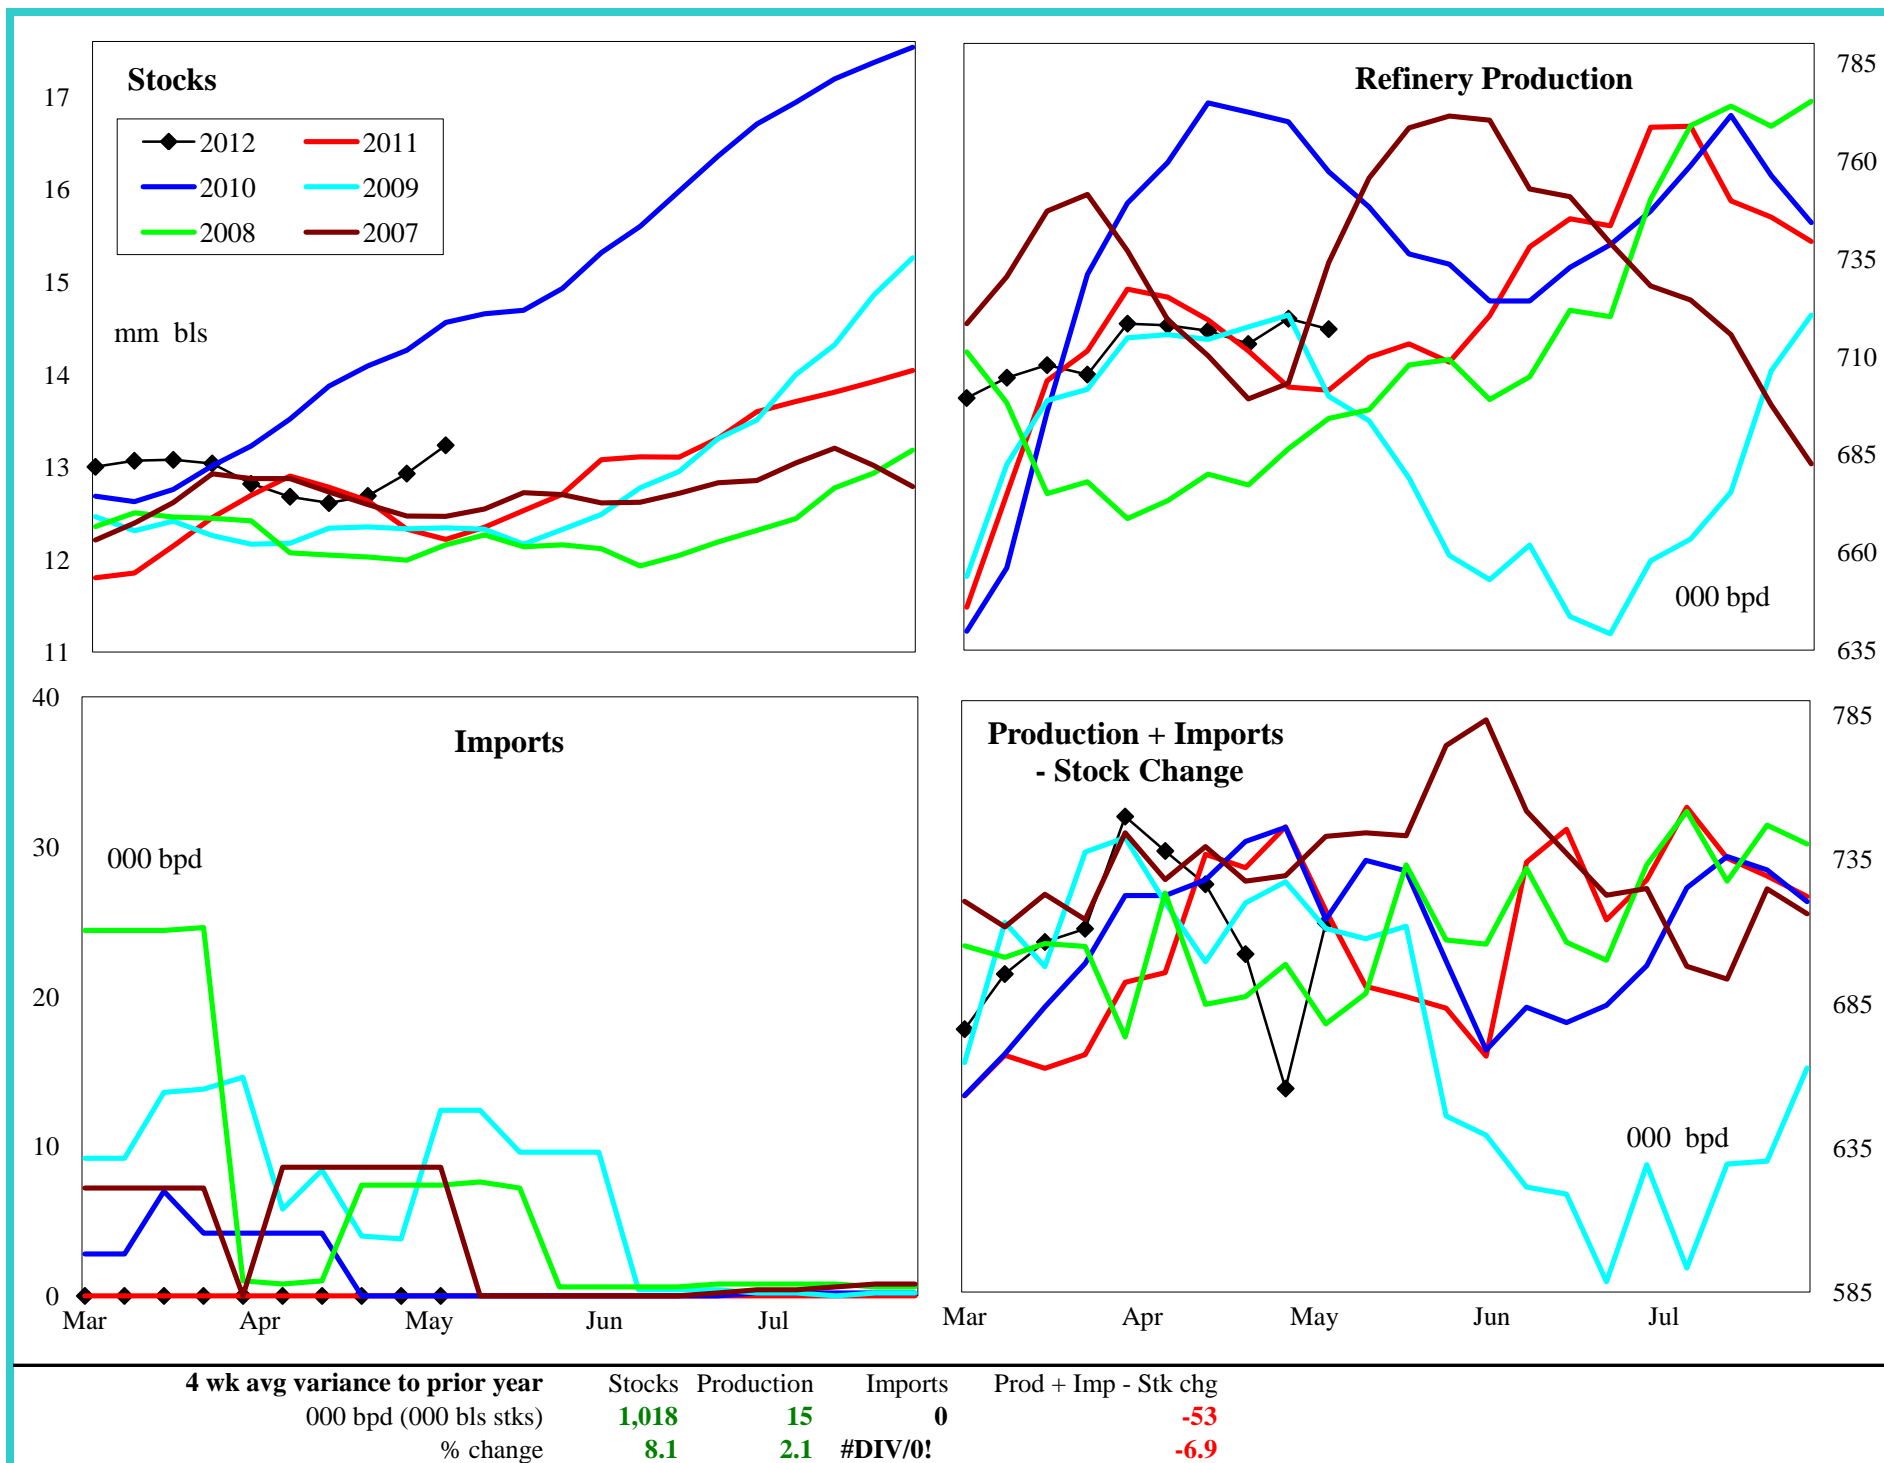 Stocks
17
16
15
14
13
12
11
2012
2011
2010
2009
2008
2007
mm bls
Refinery Production
785
760
735
710
685
660
635
000 bpd
Imports
40
30
20
10
0
000 bpd
Mar Apr May Jun Jul
Production + Imports
- Stock Change
785
735
685
635
585
000 bpd
Mar Apr May Jun Jul
4 wk avg variance to prior year Stocks Production Imports Prod + Imp - Stk chg
000 bpd (000 bls stks) 1,018 15 0 -53
% change 8.1 2.1 #DIV/0! -6.9